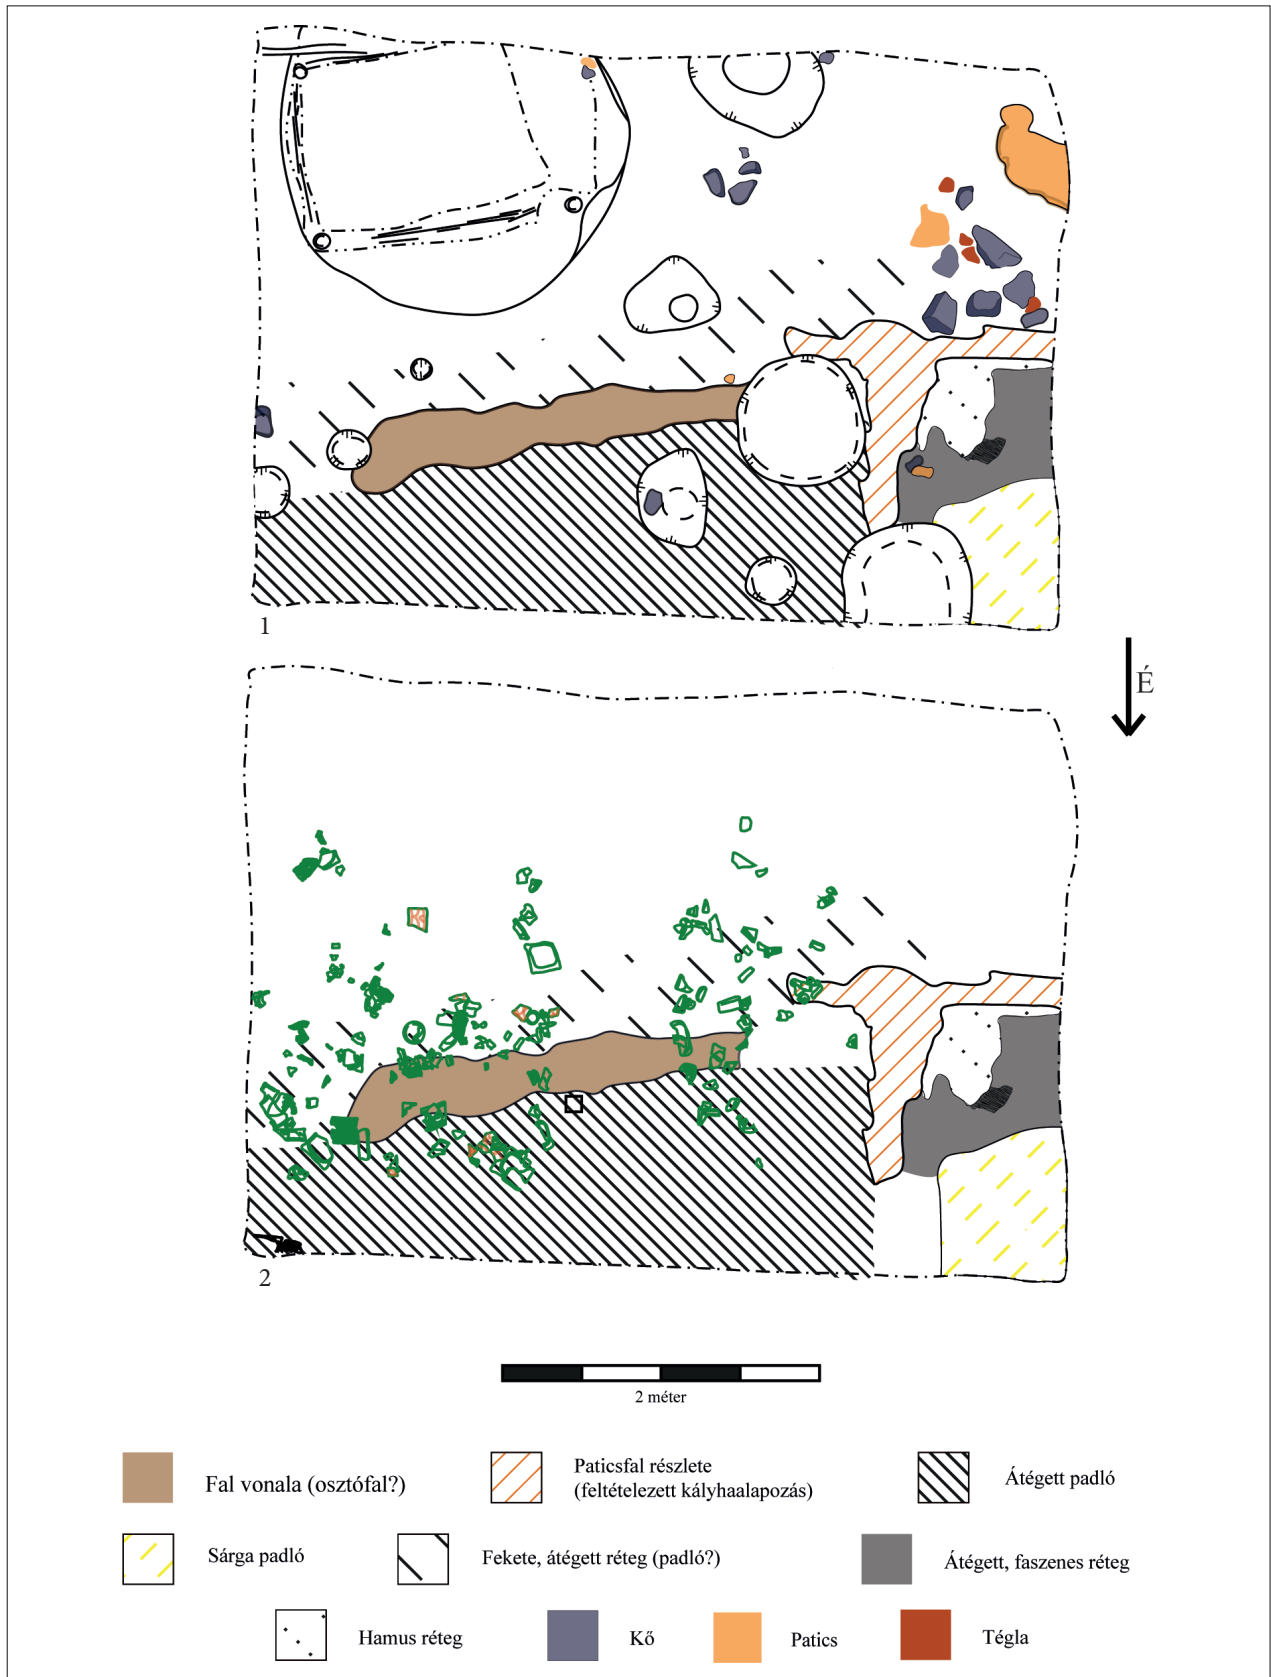 1
É
2
2 méter
Fal vonala (osztófal?)
Paticsfal részlete
(feltételezett kályhaalapozás)
Átégett padló
Sárga padló
Fekete, átégett réteg (padló?)
Átégett, faszenes réteg
Hamus réteg
Kő
Patics
Tégla